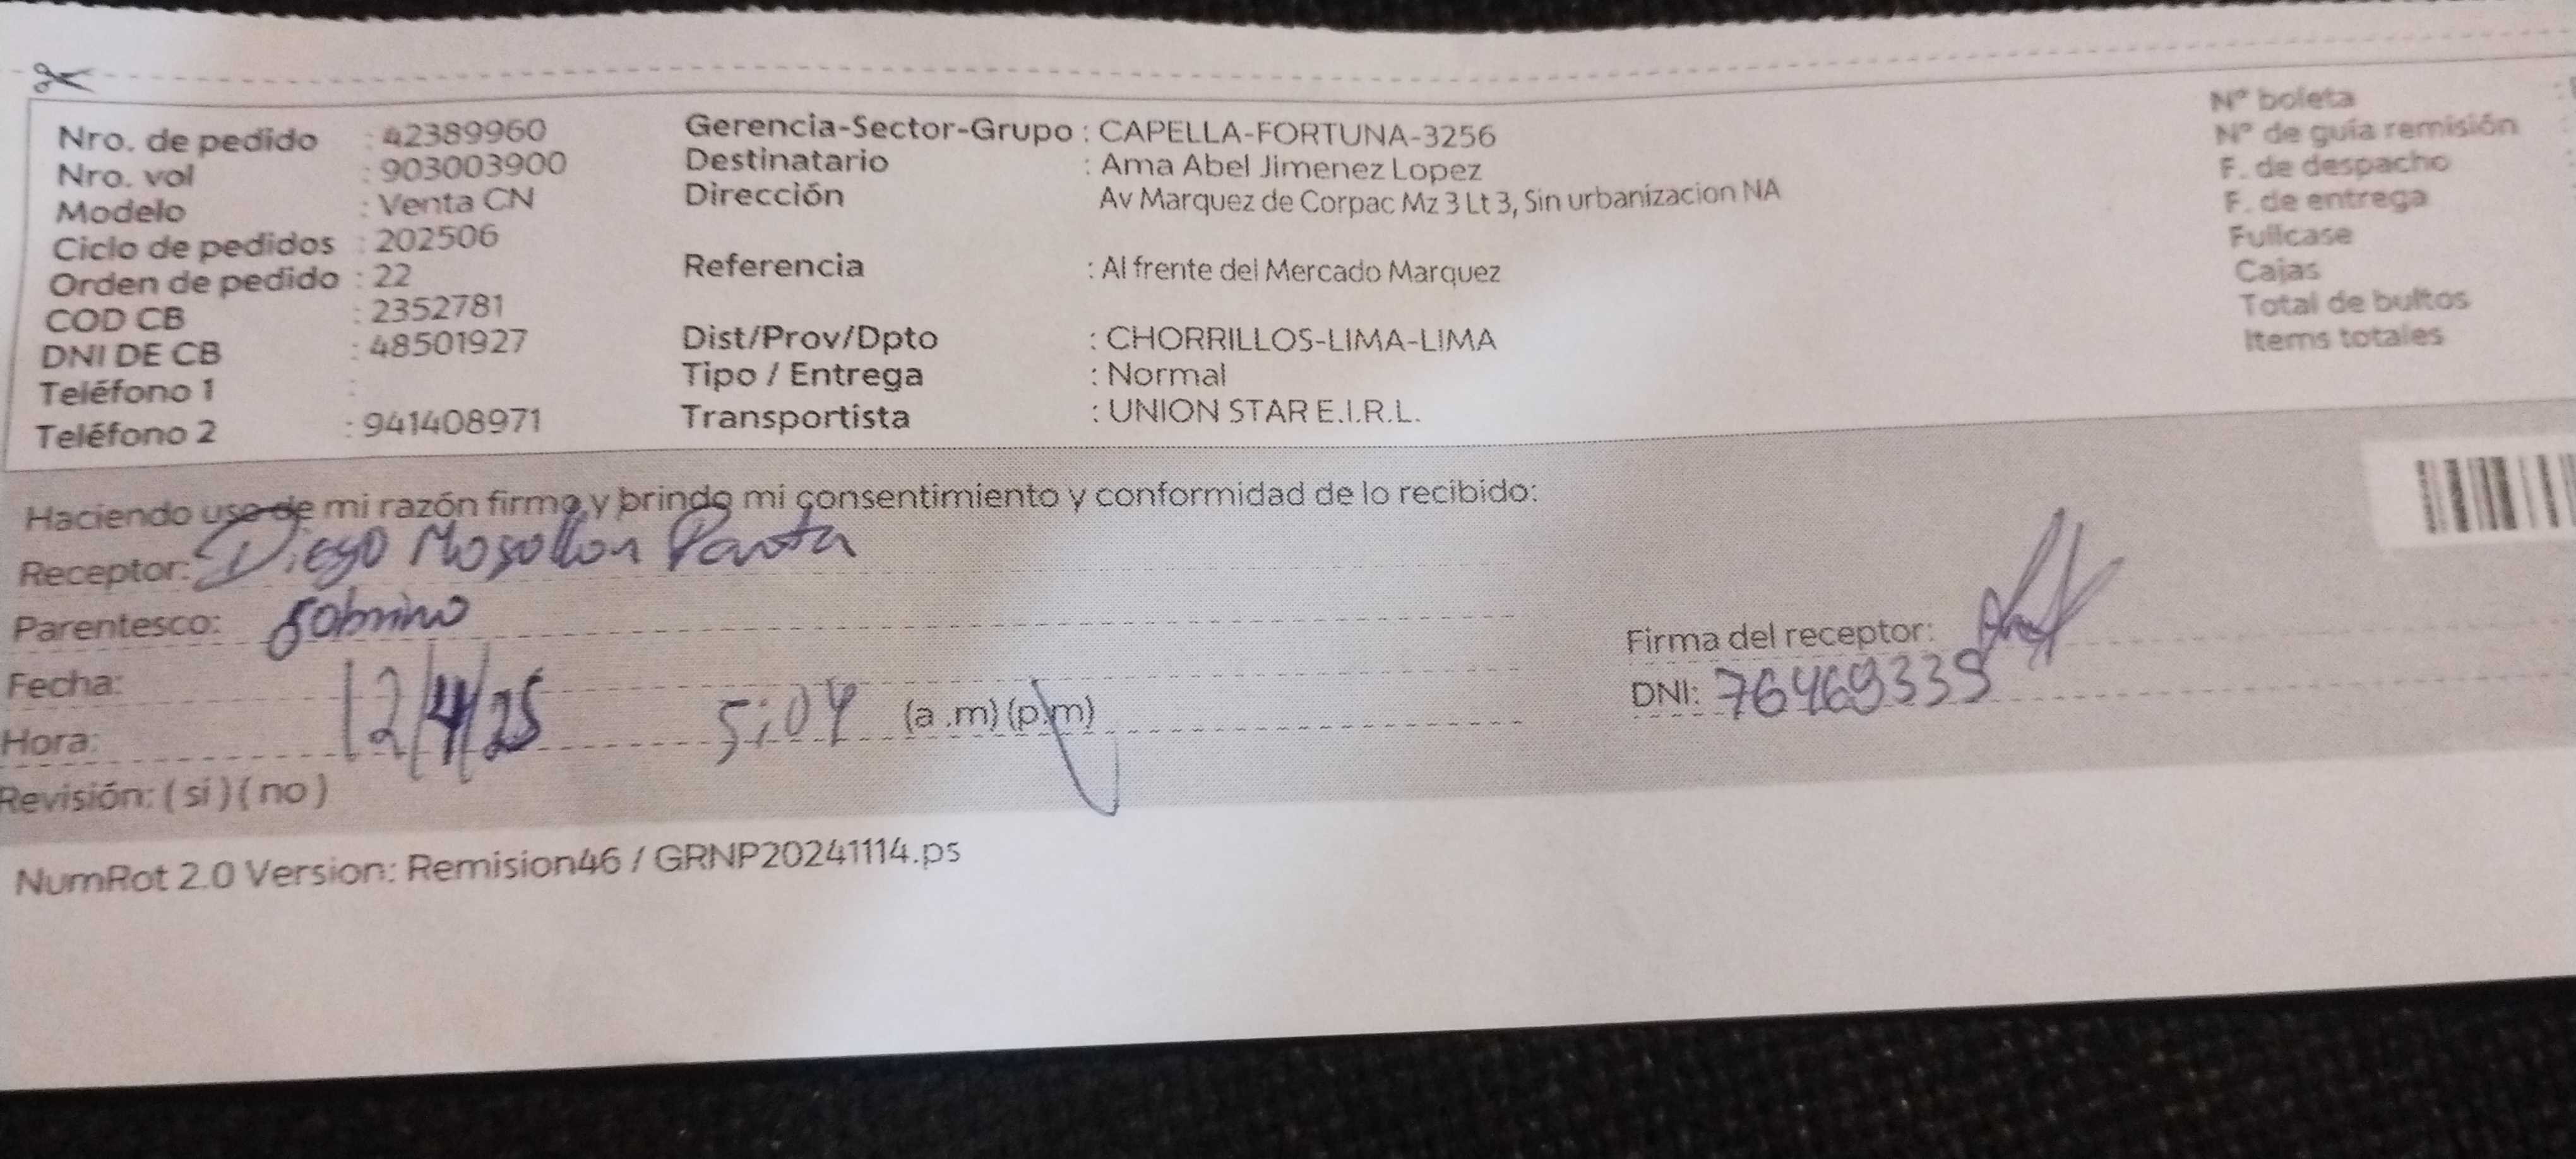 Nro. de pedido : 42389960
Nro. vol : 903003900
Modelo : Venta CN
Ciclo de pedidos : 202506
Orden de pedido : 22
COD CB : 2352781
DNI DE CB : 48501927
Teléfono 1 :
Teléfono 2 : 941408971
Gerencia-Sector-Grupo : CAPELLA-FORTUNA-3256
Destinatario : Ama Abel Jimenez Lopez
Dirección Av Marquez de Corpac Mz 3 Lt 3, Sin urbanizacion NA
Referencia : Al frente del Mercado Marquez
Dist/Prov/Dpto : CHORRILLOS-LIMA-LIMA
Tipo / Entrega : Normal
Transportista : UNION STAR E.I.R.L.
Nº boleta
Nº de guía remisión
F. de despacho
F. de entrega
Fullcase
Cajas
Total de bultos
Items totales
Haciendo uso de mi razón firmo y brindo mi consentimiento y conformidad de lo recibido:
Receptor: Diego Mogollon Panta
Parentesco: sobrino
Fecha: 12/4/25
Hora: 5:04 (a .m) (p.m)
Revisión: ( si ) ( no )
Firma del receptor:
DNI: 76469339
NumRot 2.0 Version: Remision46 / GRNP20241114.ps